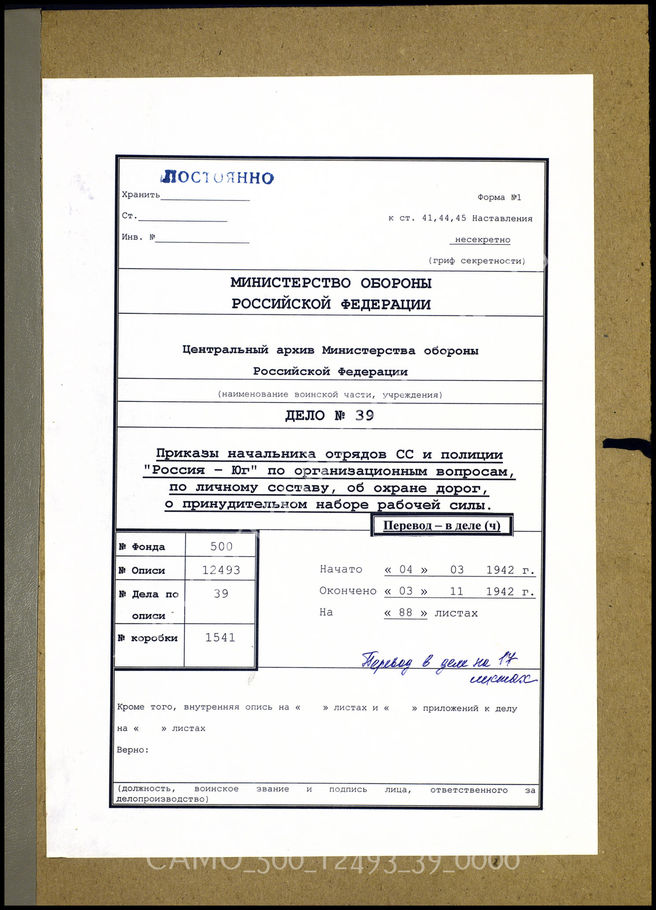 ПОСТОЯННО
Хранить
Форма №1
Ст.
к ст. 41,44,45 Наставления
Инв. №
несекретно
(гриф секретности)
МИНИСТЕРСТВО ОБОРОНЫ
РОССИЙСКОЙ ФЕДЕРАЦИИ
Центральный архив Министерства обороны
Российской Федерации
(наименование воинской части, учреждения)
ДЕЛО № 39
Приказы начальника отрядов СС и полиции
"Россия – Юг" по организационным вопросам,
по личному составу, об охране дорог,
о принудительном наборе рабочей силы.
Перевод – в деле (ч)
№ Фонда 500
№ Описи 12493
№ Дела по описи 39
№ коробки 1541
Начато « 04 » 03 1942 г.
Окончено « 03 » 11 1942 г.
На « 88 » листах
Перевод в деле на 17
листах
Кроме того, внутренняя опись на « » листах и « » приложений к делу
на « » листах
Верно:
(должность, воинское звание и подпись лица, ответственного за
делопроизводство)
CAMO_500_12493_39_0000